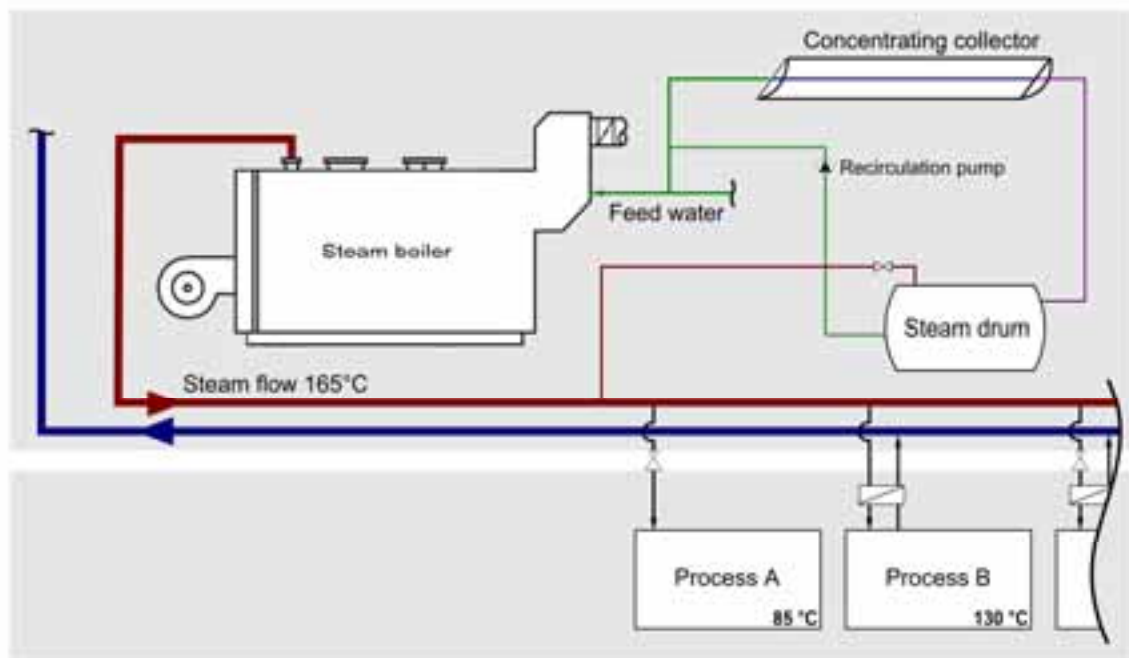 Concentrating collector
Recirculation pump
Feed water
Steam boiler
Steam drum
Steam flow 165°C
Process A
85 °C
Process B
130 °C